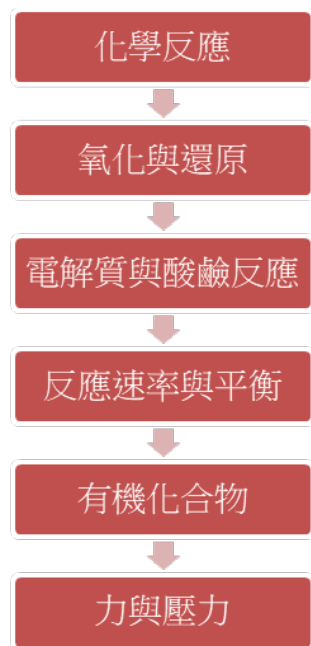 化學反應
氧化與還原
電解質與酸鹼反應
反應速率與平衡
有機化合物
力與壓力